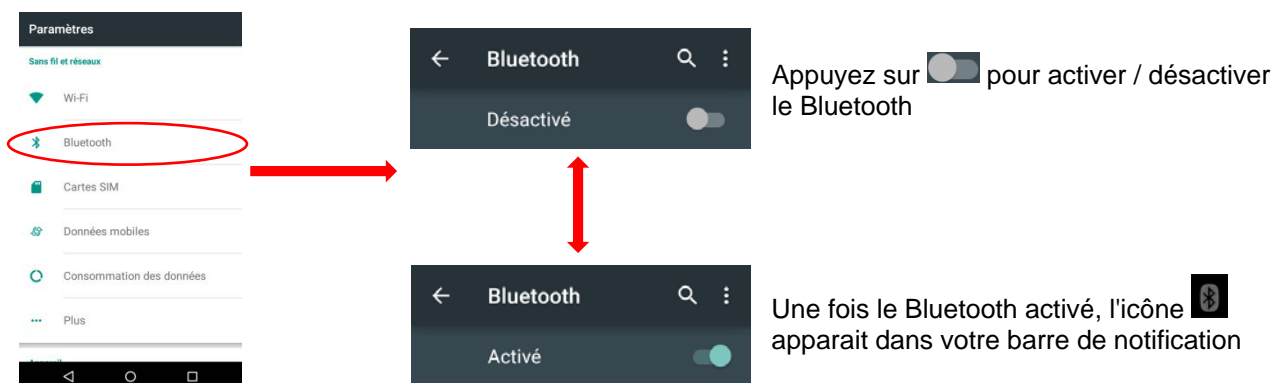 Paramètres
Sans fil et réseaux
Wi-Fi
Bluetooth
Cartes SIM
Données mobiles
Consommation des données
Plus
Bluetooth
Désactivé
Appuyez sur pour activer / désactiver
le Bluetooth
Bluetooth
Activé
Une fois le Bluetooth activé, l'icône
apparait dans votre barre de notification